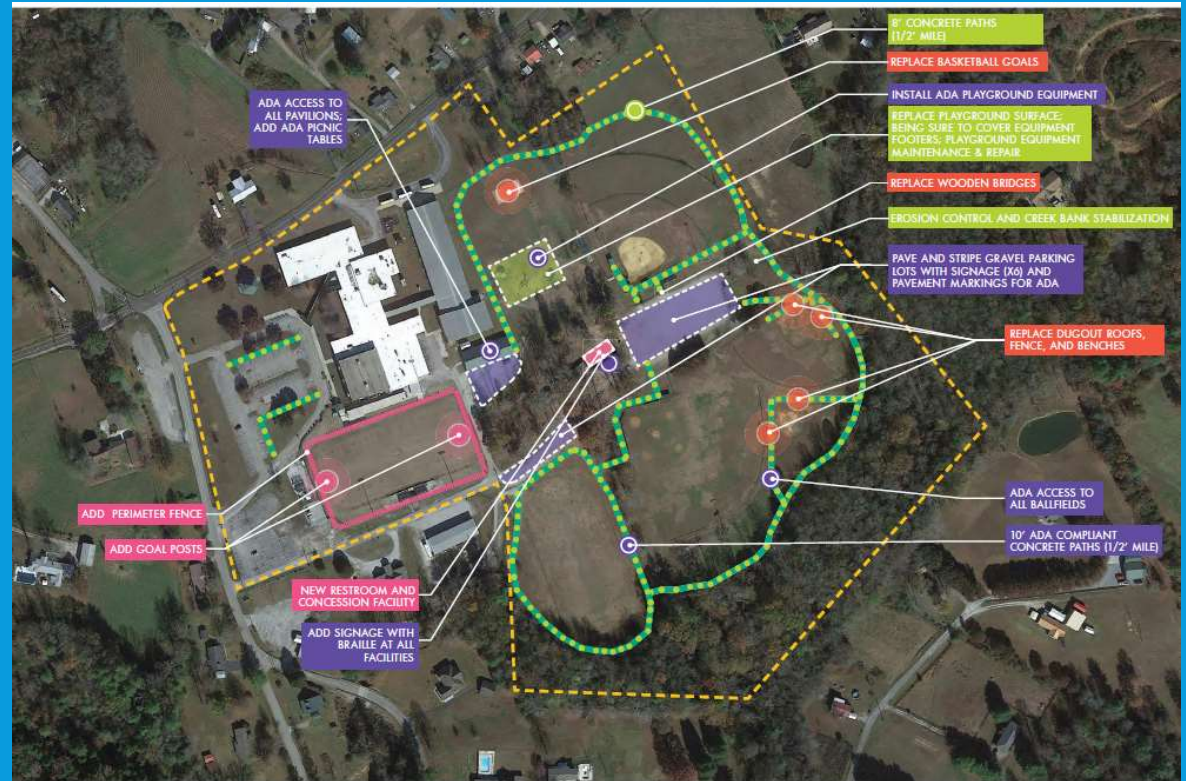 8' CONCRETE PATHS
(1/2' MILE)
REPLACE BASKETBALL GOALS
INSTALL ADA PLAYGROUND EQUIPMENT
REPLACE PLAYGROUND SURFACE;
BEING SURE TO COVER EQUIPMENT
FOOTERS; PLAYGROUND EQUIPMENT
MAINTENANCE & REPAIR
REPLACE WOODEN BRIDGES
EROSION CONTROL AND CREEK BANK STABILIZATION
PAVE AND STRIPE GRAVEL PARKING
LOTS WITH SIGNAGE (X6) AND
PAVEMENT MARKINGS FOR ADA
REPLACE DUGOUT ROOFS,
FENCE, AND BENCHES
ADA ACCESS TO
ALL BALLFIELDS
10' ADA COMPLIANT
CONCRETE PATHS (1/2' MILE)
ADA ACCESS TO
ALL PAVILIONS;
ADD ADA PICNIC
TABLES
ADD PERIMETER FENCE
ADD GOAL POSTS
NEW RESTROOM AND
CONCESSION FACILITY
ADD SIGNAGE WITH
BRAILLE AT ALL
FACILITIES